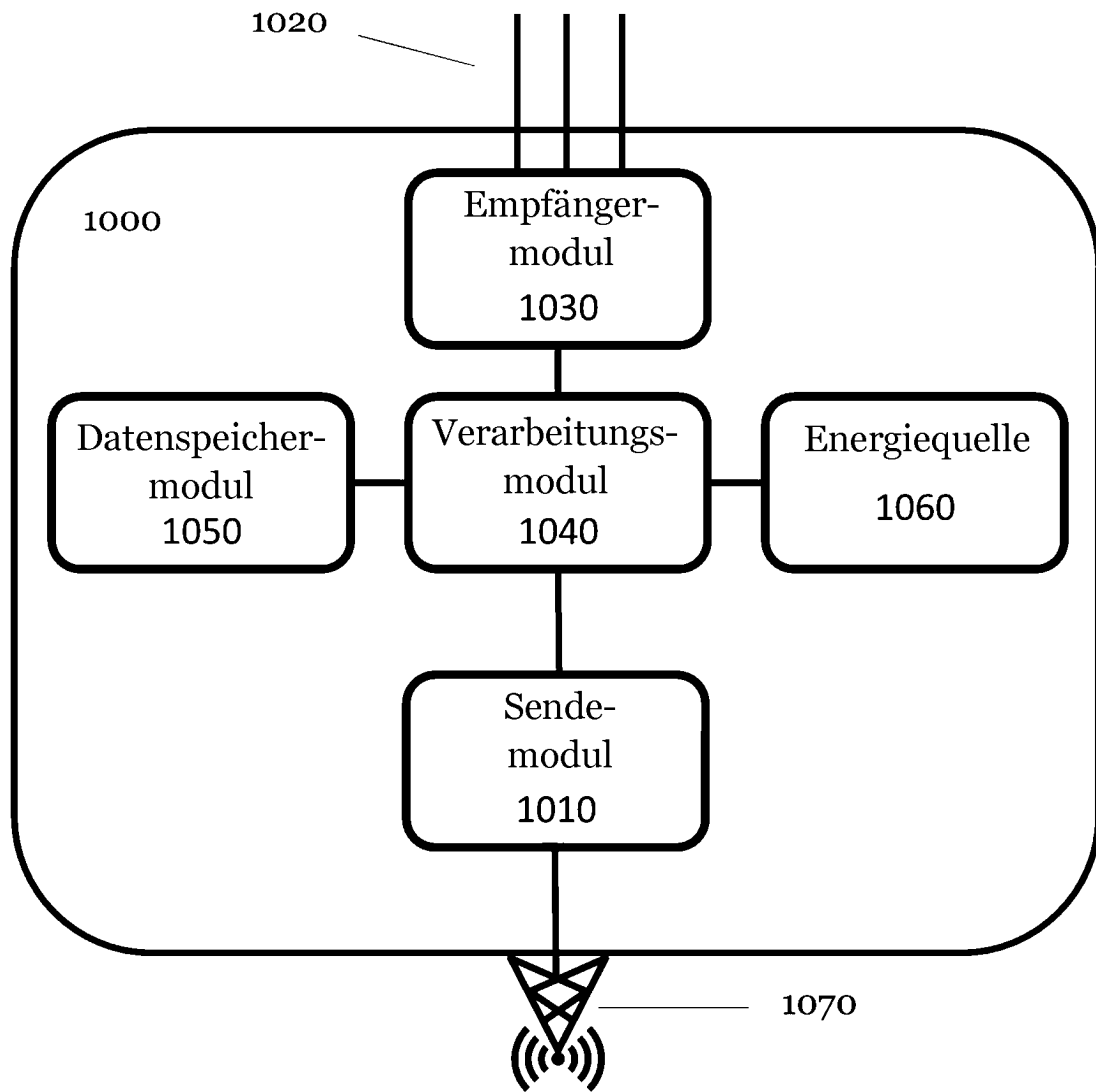 1020
1000
Empfänger-
modul
1030
Datenspeicher-
modul
1050
Verarbeitungs-
modul
1040
Energiequelle
1060
Sende-
modul
1010
1070